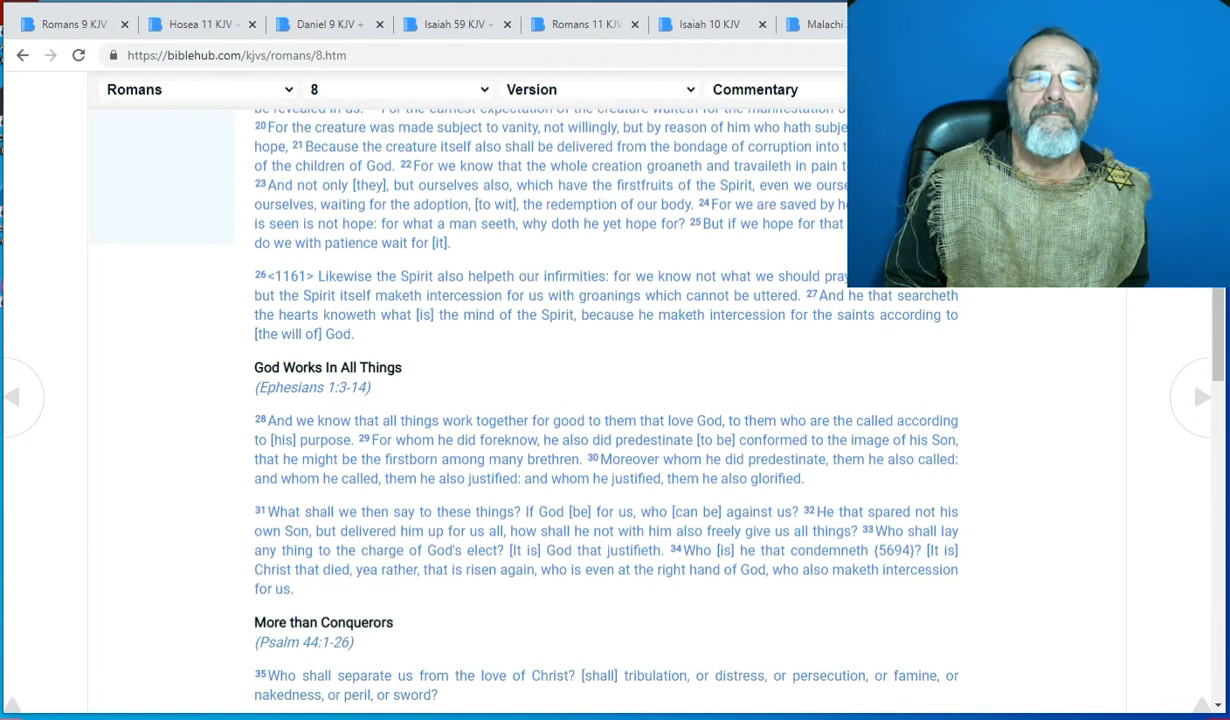 Romans 9 KJV Hosea 11 KJV Daniel 9 KJV Isaiah 59 KJV Romans 11 KJV Isaiah 10 KJV Malachi
https://biblehub.com/kjvs/romans/8.htm
Romans 8 Version Commentary
be revealed in us. For the earnest expectation of the creature waiteth for the manifestation of
20For the creature was made subject to vanity, not willingly, but by reason of him who hath subje
hope, 21Because the creature itself also shall be delivered from the bondage of corruption into t
of the children of God. 22For we know that the whole creation groaneth and travaileth in pain t
23And not only [they], but ourselves also, which have the firstfruits of the Spirit, even we ourse
ourselves, waiting for the adoption, [to wit], the redemption of our body. 24For we are saved by h
is seen is not hope: for what a man seeth, why doth he yet hope for? 25But if we hope for that
do we with patience wait for [it].
26<1161> Likewise the Spirit also helpeth our infirmities: for we know not what we should pray
but the Spirit itself maketh intercession for us with groanings which cannot be uttered. 27And he that searcheth
the hearts knoweth what [is] the mind of the Spirit, because he maketh intercession for the saints according to
[the will of] God.
God Works In All Things
(Ephesians 1:3-14)
28And we know that all things work together for good to them that love God, to them who are the called according
to [his] purpose. 29For whom he did foreknow, he also did predestinate [to be] conformed to the image of his Son,
that he might be the firstborn among many brethren. 30Moreover whom he did predestinate, them he also called:
and whom he called, them he also justified: and whom he justified, them he also glorified.
31What shall we then say to these things? If God [be] for us, who [can be] against us? 32He that spared not his
own Son, but delivered him up for us all, how shall he not with him also freely give us all things? 33Who shall lay
any thing to the charge of God's elect? [It is] God that justifieth. 34Who [is] he that condemneth {5694}? [It is]
Christ that died, yea rather, that is risen again, who is even at the right hand of God, who also maketh intercession
for us.
More than Conquerors
(Psalm 44:1-26)
35Who shall separate us from the love of Christ? [shall] tribulation, or distress, or persecution, or famine, or
nakedness, or peril, or sword?